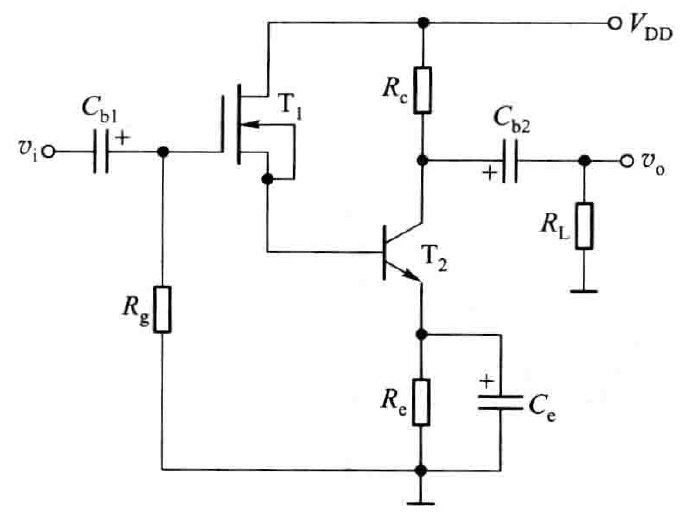 V_DD
T_1
R_c
C_b1
+
C_b2
+
v_i
v_o
R_L
T_2
R_g
R_e
+
C_e